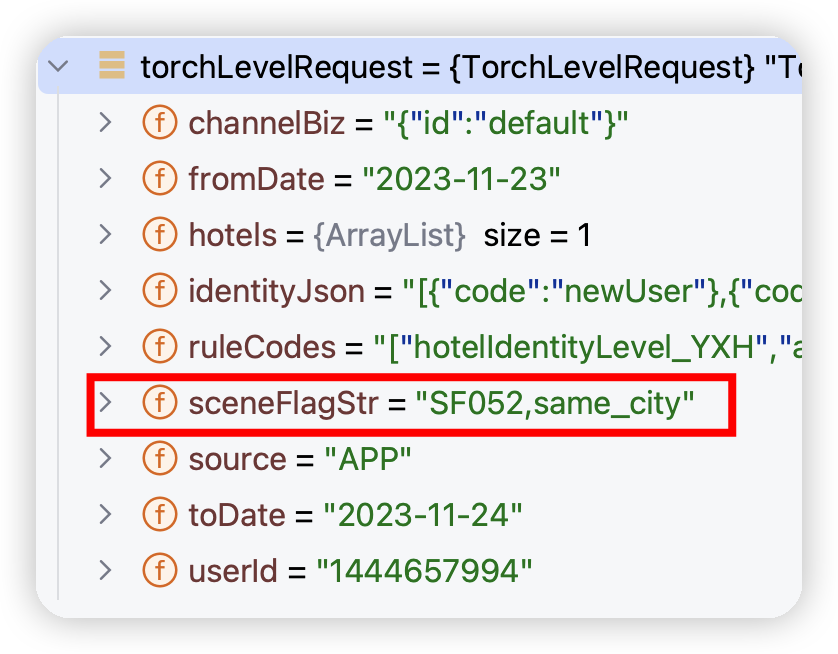 torchLevelRequest = {TorchLevelRequest} "To
channelBiz = "{"id":"default"}"
fromDate = "2023-11-23"
hotels = {ArrayList} size = 1
identityJson = "[{"code":"newUser"},{"cod
ruleCodes = "["hotelIdentityLevel_YXH","a
sceneFlagStr = "SF052,same_city"
source = "APP"
toDate = "2023-11-24"
userId = "1444657994"